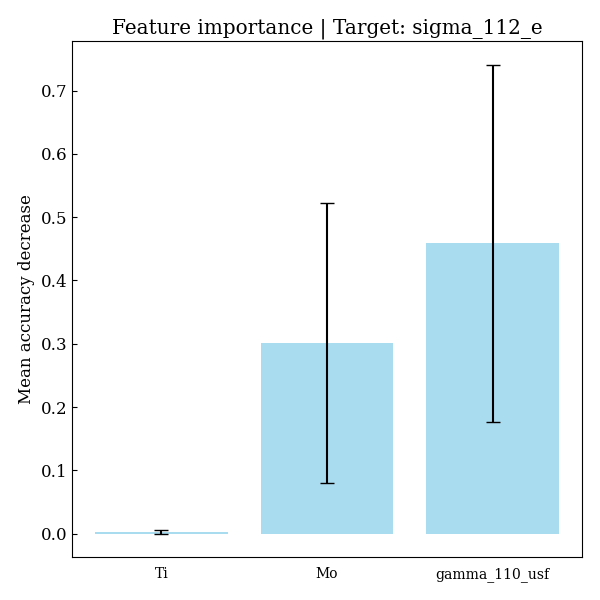 Feature importance | Target: sigma_112_e
Mean accuracy decrease
0.7
0.6
0.5
0.4
0.3
0.2
0.1
0.0
Ti Mo gamma_110_usf